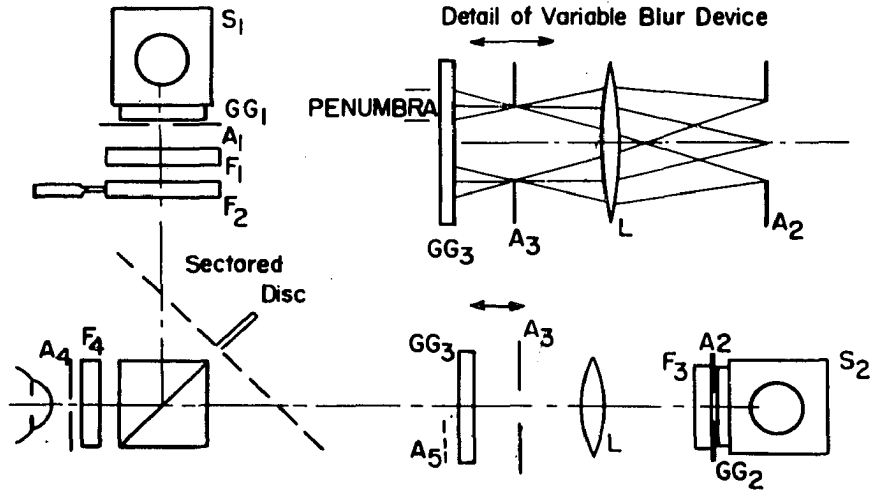 Detail of Variable Blur Device
S1
GG1
A1
F1
F2
PENUMBRA
GG3
A3
L
A2
Sectored
Disc
A4
F4
GG3
A3
A5
L
F3
A2
S2
GG2